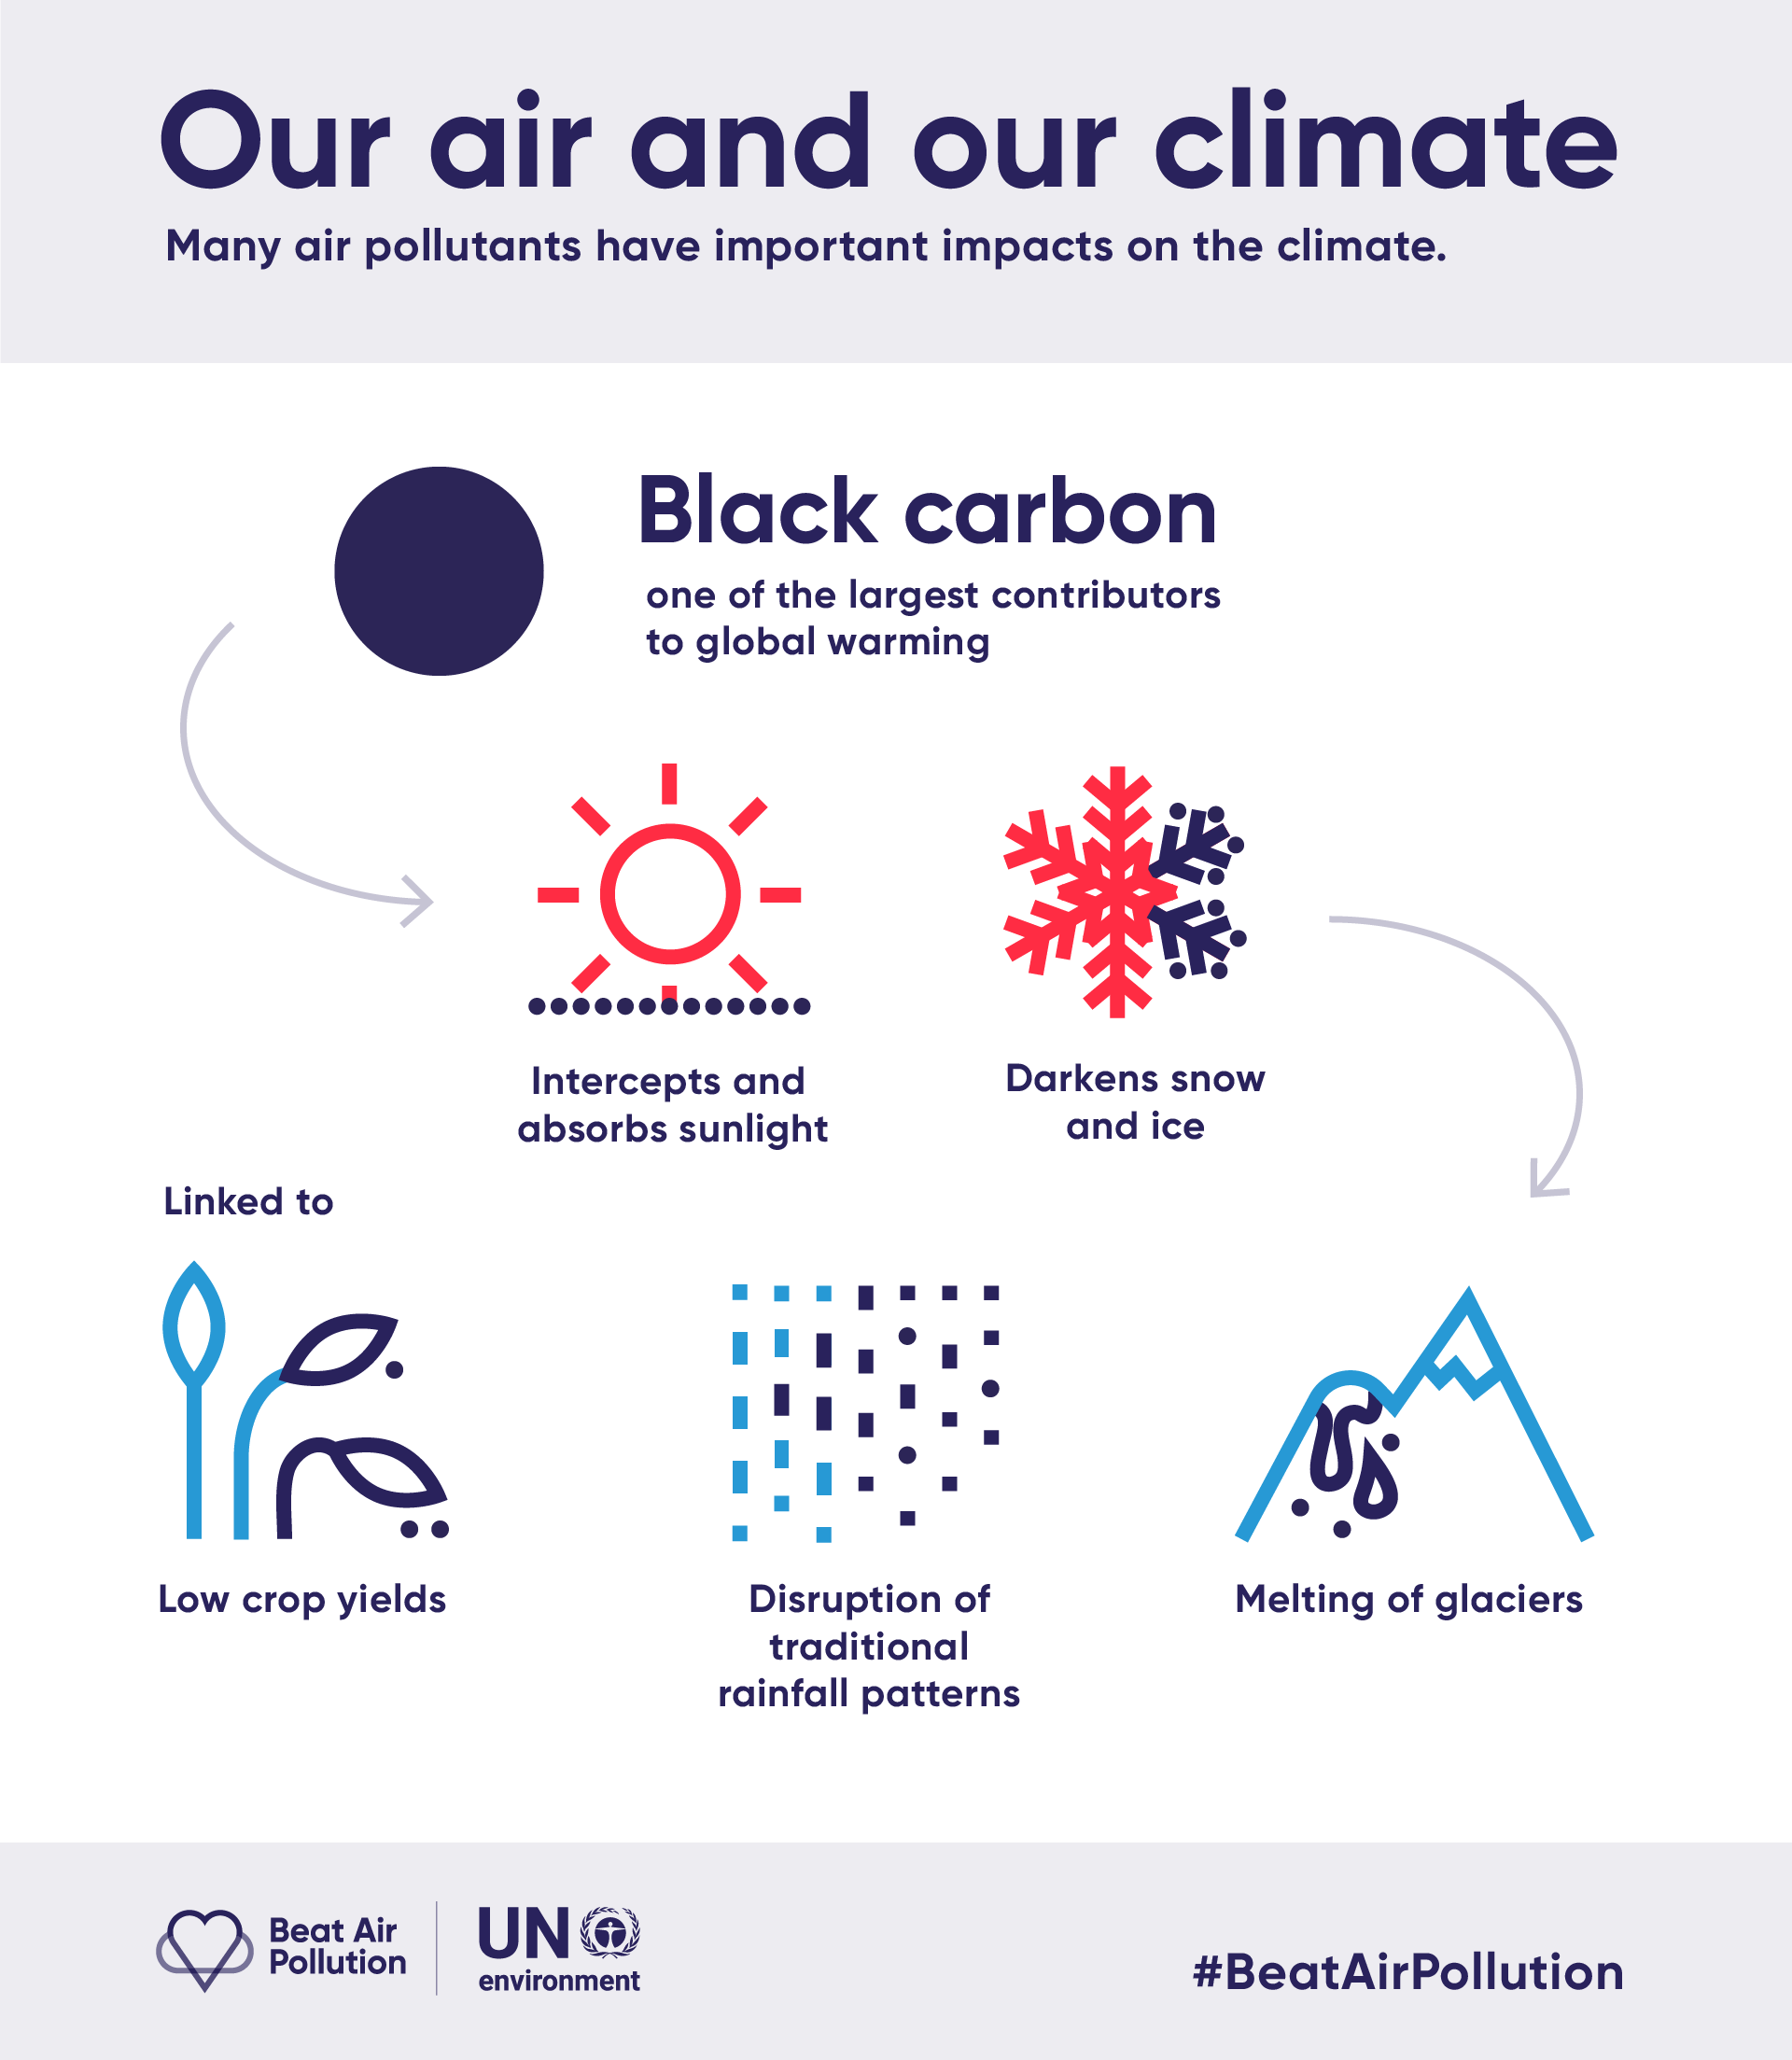 Our air and our climate
Many air pollutants have important impacts on the climate.
Black carbon
one of the largest contributors
to global warming
Intercepts and
absorbs sunlight
Darkens snow
and ice
Linked to
Low crop yields
Disruption of
traditional
rainfall patterns
Melting of glaciers
Beat Air
Pollution
UN
environment
#BeatAirPollution